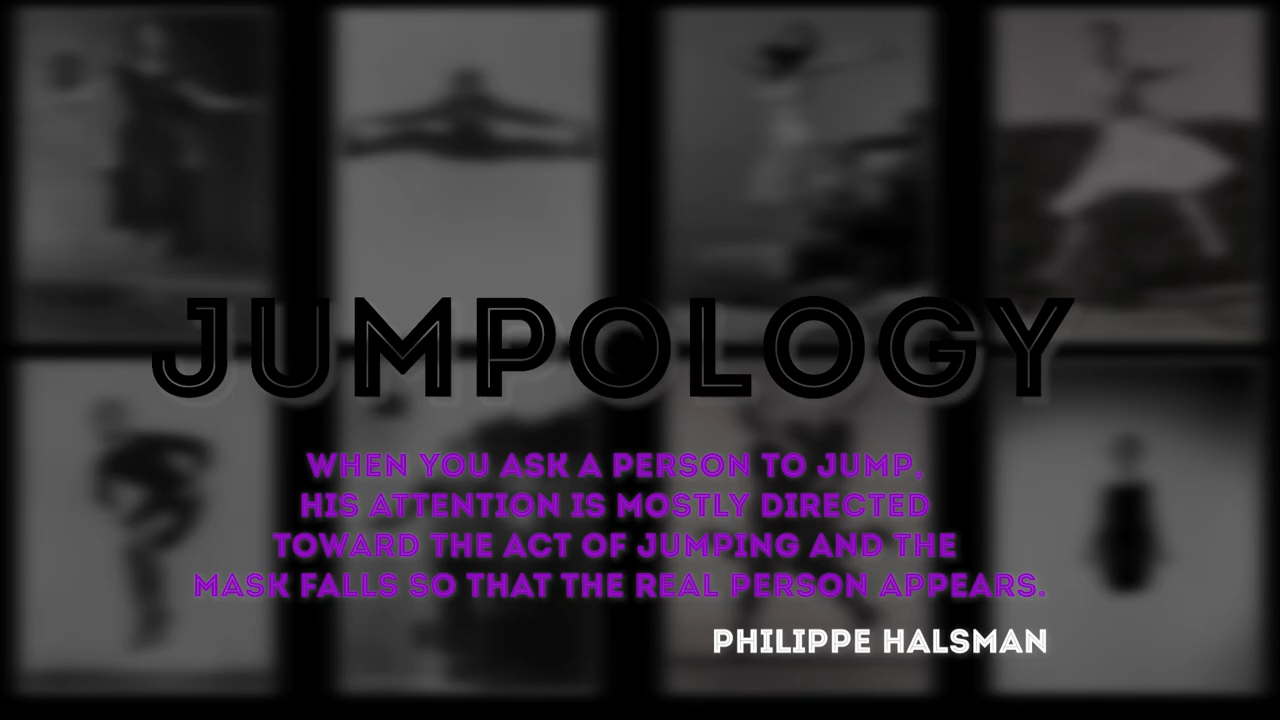 JUMPOLOGY
WHEN YOU ASK A PERSON TO JUMP,
HIS ATTENTION IS MOSTLY DIRECTED
TOWARD THE ACT OF JUMPING AND THE
MASK FALLS SO THAT THE REAL PERSON APPEARS.
PHILIPPE HALSMAN